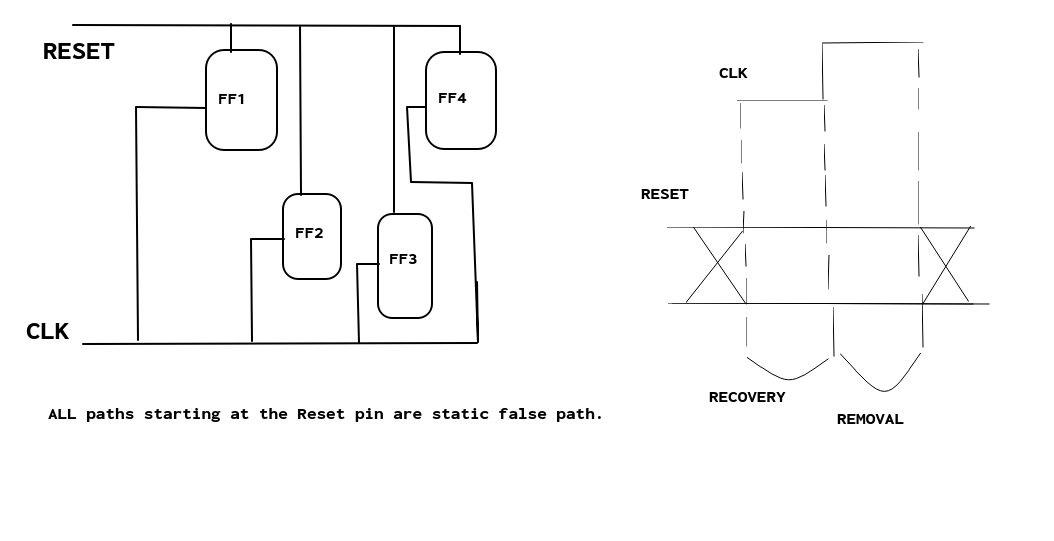 RESET
FF1
FF4
FF2
FF3
CLK
ALL paths starting at the Reset pin are static false path.
CLK
RESET
RECOVERY
REMOVAL